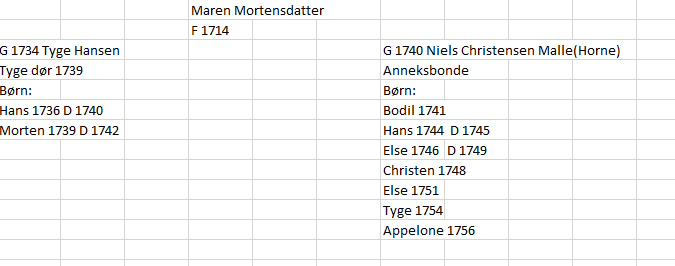 Maren Mortensdatter
F 1714
G 1734 Tyge Hansen
Tyge dør 1739
Børn:
Hans 1736 D 1740
Morten 1739 D 1742
G 1740 Niels Christensen Malle(Horne)
Anneksbonde
Børn:
Bodil 1741
Hans 1744 D 1745
Else 1746 D 1749
Christen 1748
Else 1751
Tyge 1754
Appelone 1756